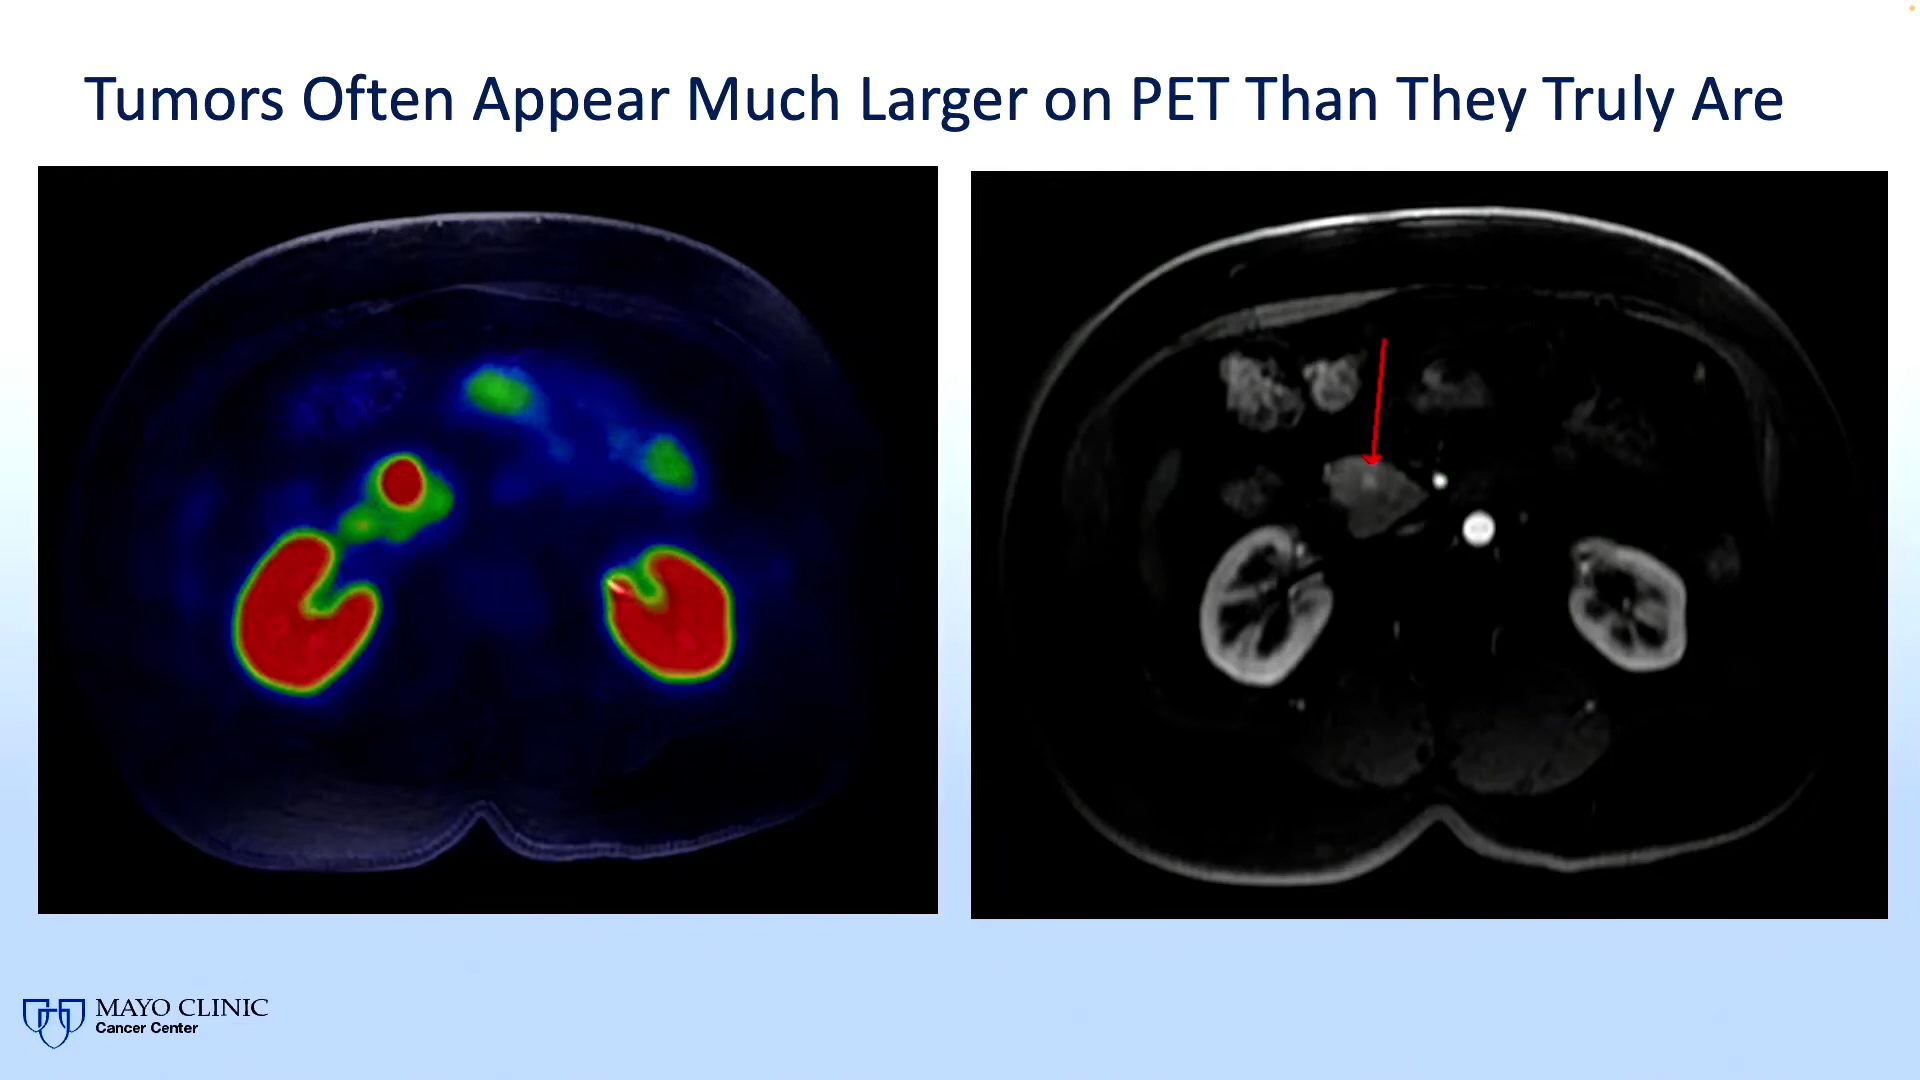 Tumors Often Appear Much Larger on PET Than They Truly Are
MAYO CLINIC
Cancer Center